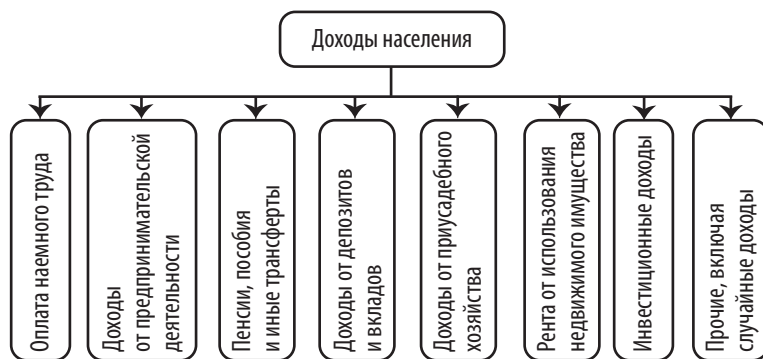 Доходы населения
Оплата наемного труда
Доходы
от предпринимательской
деятельности
Пенсии, пособия
и иные трансферты
Доходы от депозитов
и вкладов
Доходы от приусадебного
хозяйства
Рента от использования
недвижимого имущества
Инвестиционные доходы
Прочие, включая
случайные доходы